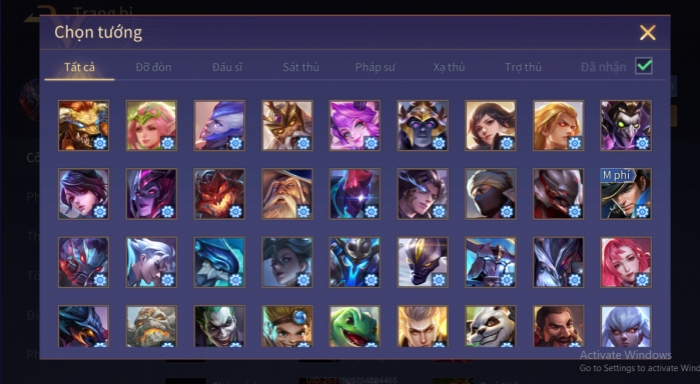 Trang bị
Chọn tướng
Tất cả
Đỡ đòn
Đấu sĩ
Sát thủ
Pháp sư
Xạ thủ
Trợ thủ
Đã nhận
M phí
Activate Windows
Go to Settings to activate Win